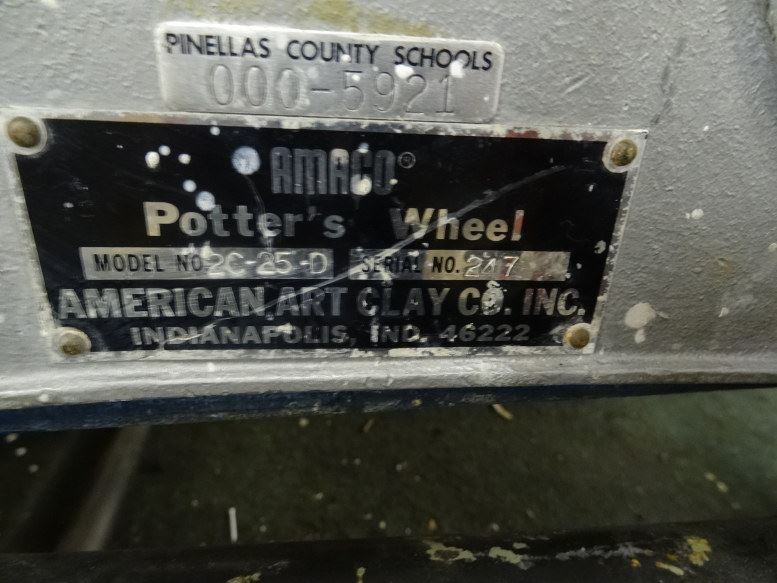 PINELLAS COUNTY SCHOOLS
000-5921
AMACO®
Potter's Wheel
MODEL NO. 2C-25-D SERIAL NO. 247
AMERICAN ART CLAY CO. INC.
INDIANAPOLIS, IND. 46222